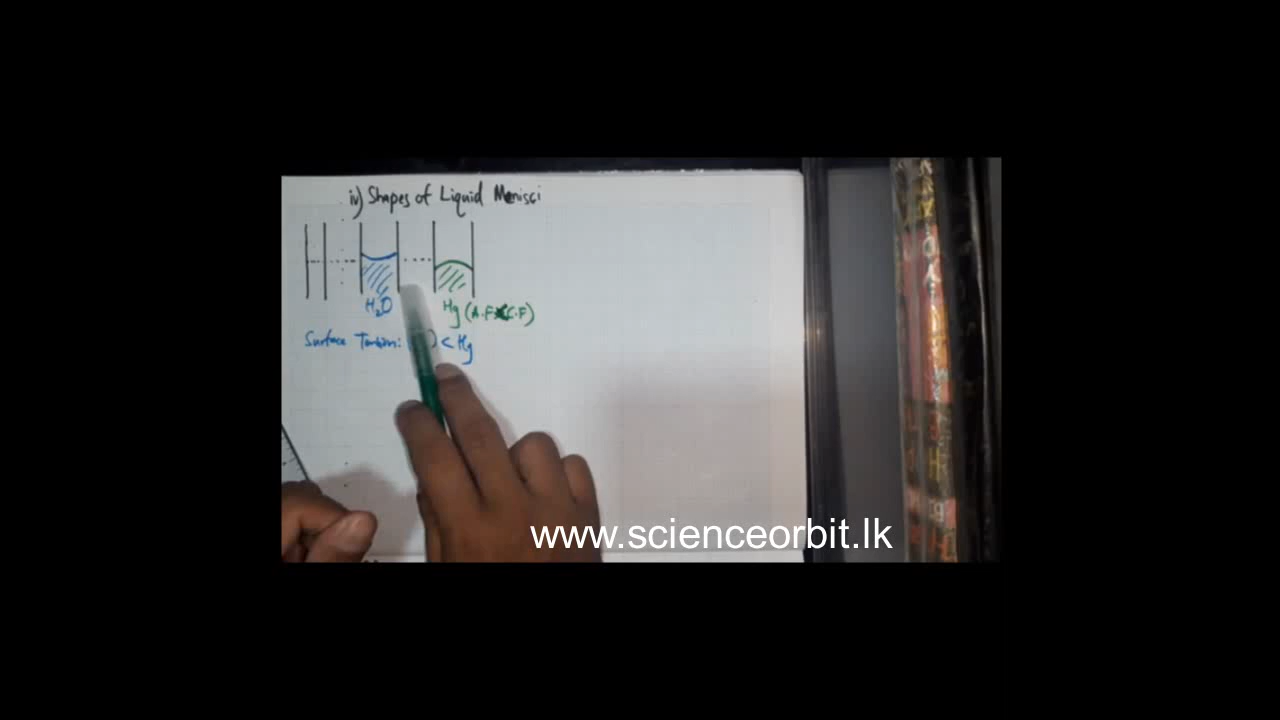 iv) Shapes of Liquid Menisci
H₂O
Hg (A.F<C.F)
Surface Tension: ) < Hg
www.scienceorbit.lk